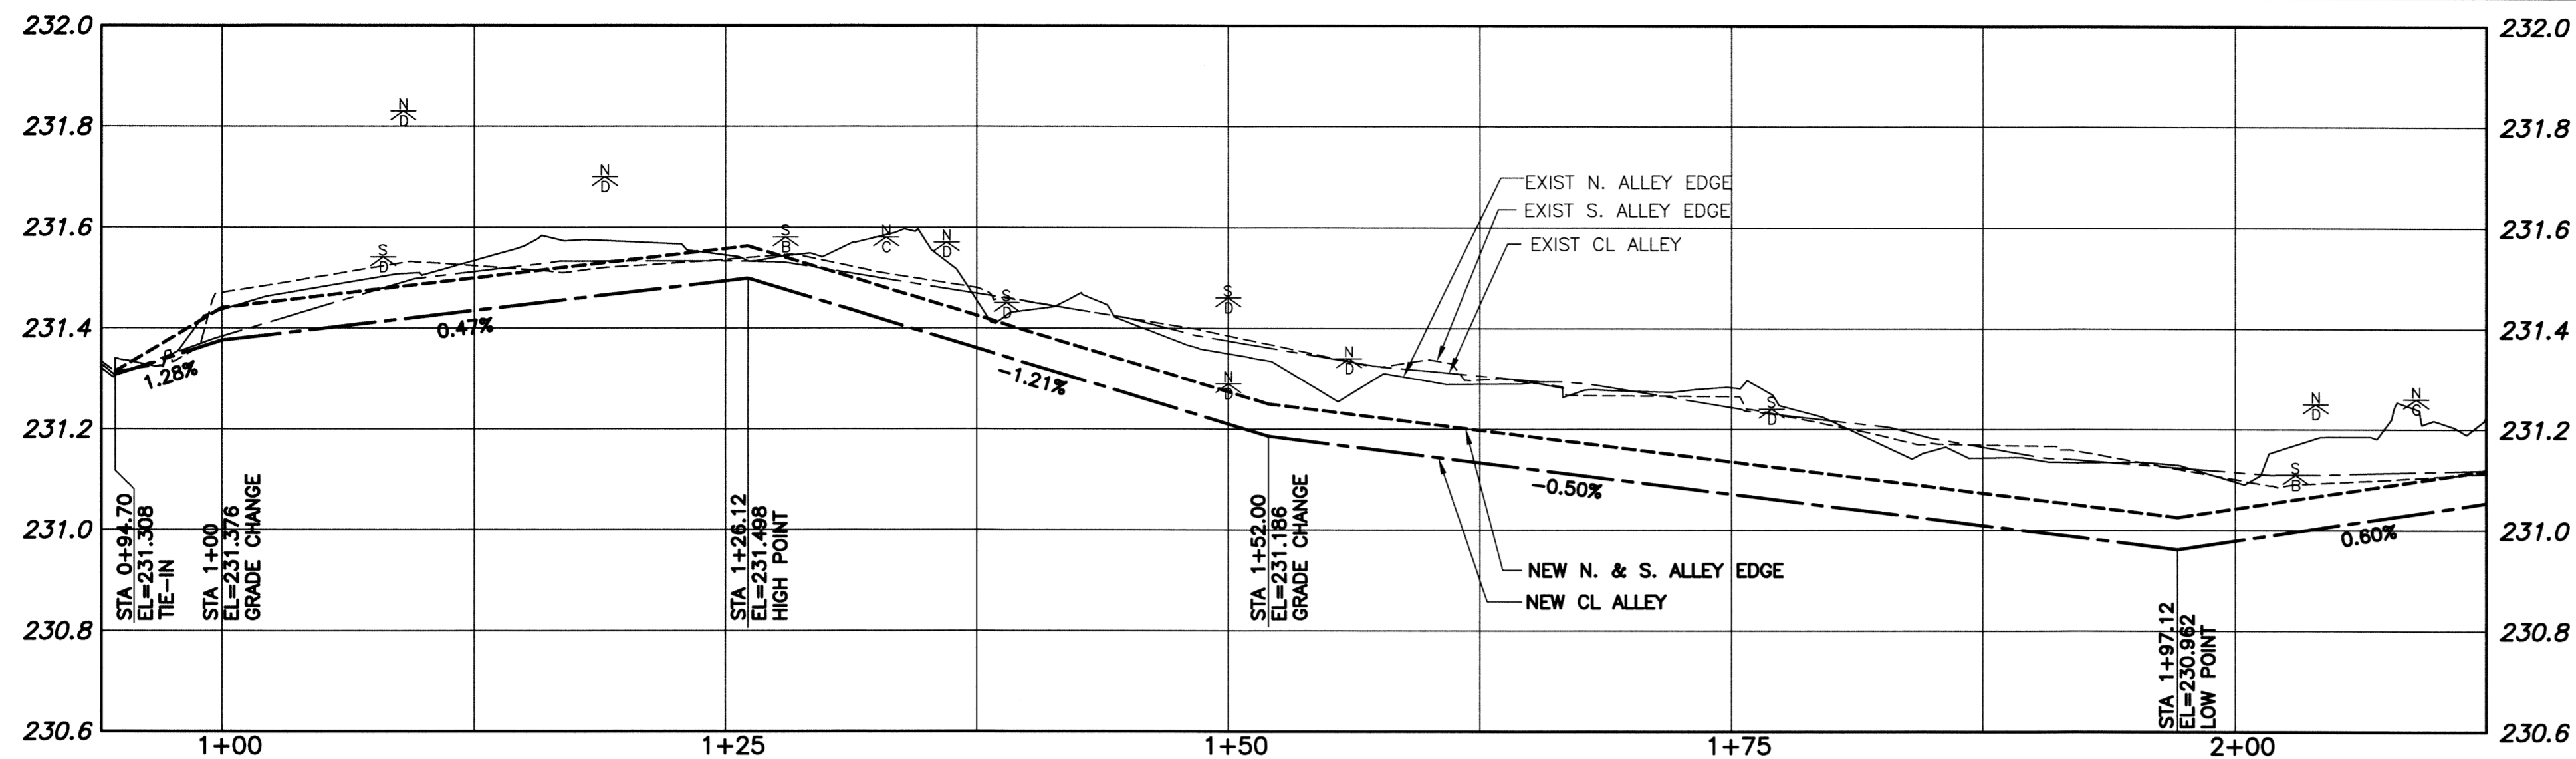 232.0
232.0
N
D
231.8
231.8
N
D
EXIST N. ALLEY EDGE
EXIST S. ALLEY EDGE
231.6
231.6
S
D
S
B
N
C
N
D
EXIST CL ALLEY
S
D
S
D
231.4
231.4
1.28%
0.47%
-1.21%
N
D
N
D
S
D
N
D
N
C
231.2
231.2
-0.50%
S
B
231.0
231.0
0.60%
STA 0+94.70
EL=231.308
TIE-IN
STA 1+00
EL=231.376
GRADE CHANGE
STA 1+26.12
EL=231.498
HIGH POINT
STA 1+52.00
EL=231.186
GRADE CHANGE
NEW N. & S. ALLEY EDGE
NEW CL ALLEY
STA 1+97.12
EL=230.962
LOW POINT
230.8
230.8
230.6
230.6
1+00
1+25
1+50
1+75
2+00